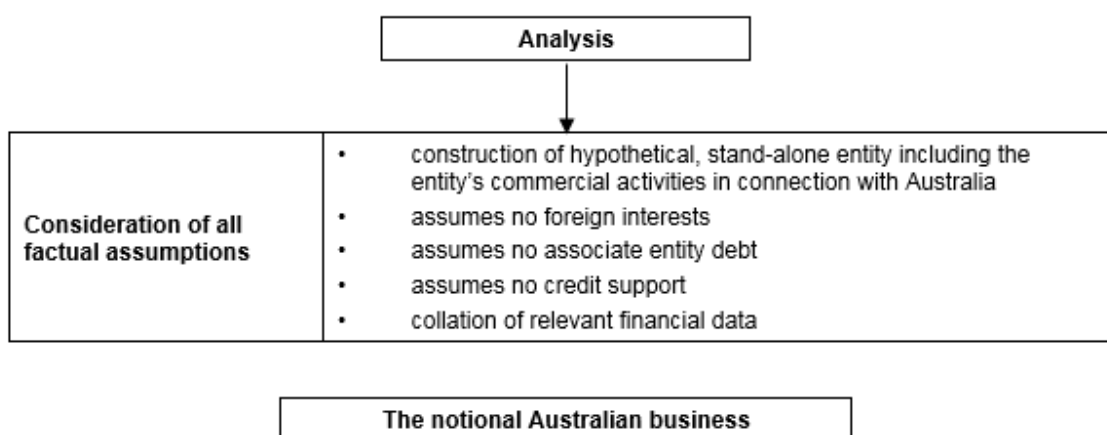 Analysis
Consideration of all
factual assumptions
• construction of hypothetical, stand-alone entity including the
entity's commercial activities in connection with Australia
• assumes no foreign interests
• assumes no associate entity debt
• assumes no credit support
• collation of relevant financial data
The notional Australian business